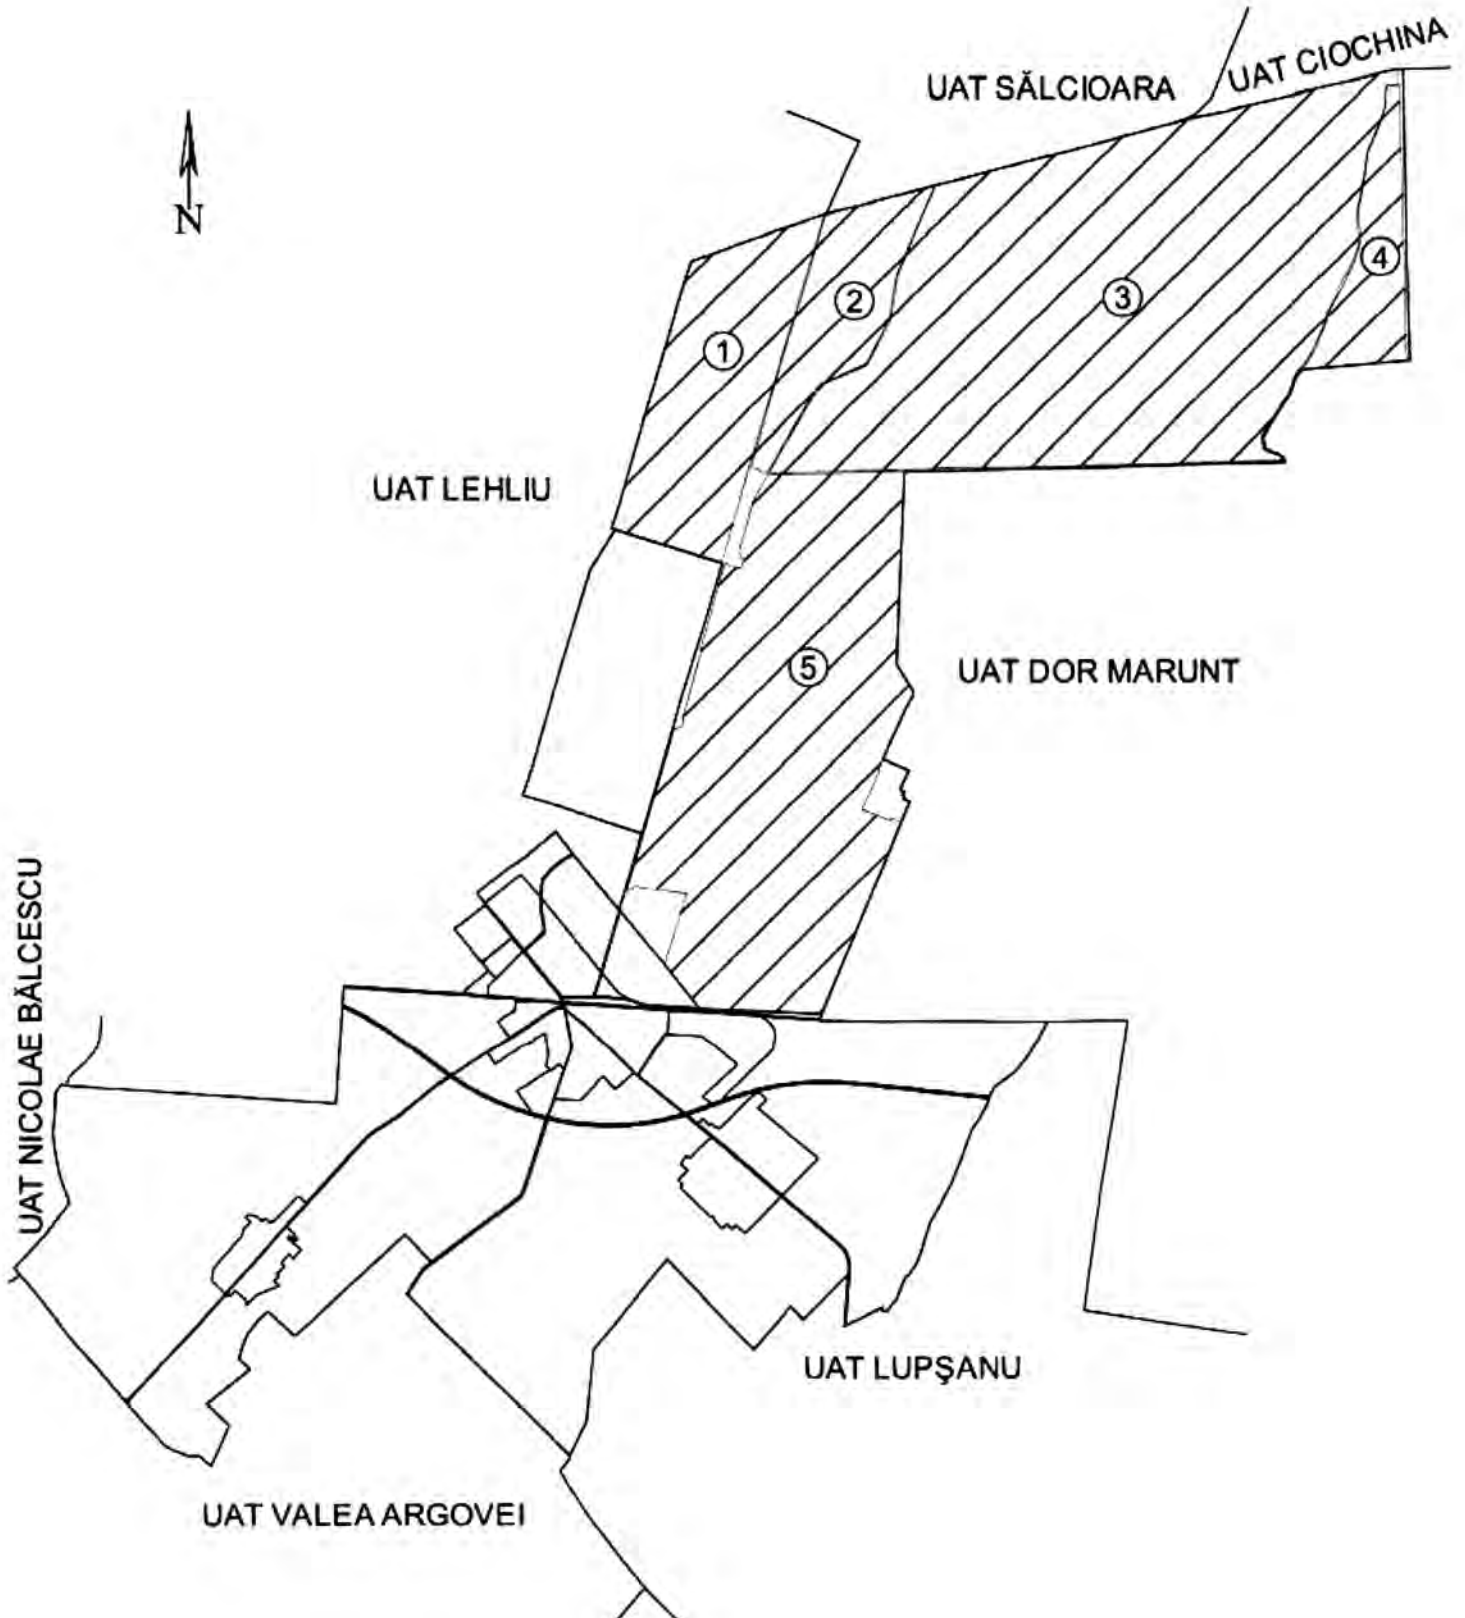 UAT CIOCHINA
UAT SĂLCIOARA
N
4
3
2
1
UAT LEHLIU
UAT DOR MARUNT
5
UAT NICOLAE BĂLCESCU
UAT LUPŞANU
UAT VALEA ARGOVEI